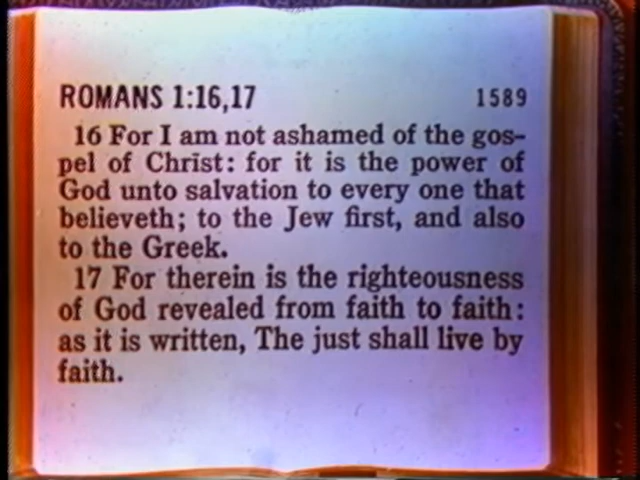 ROMANS 1:16,17 1589
16 For I am not ashamed of the gos-
pel of Christ: for it is the power of
God unto salvation to every one that
believeth; to the Jew first, and also
to the Greek.
17 For therein is the righteousness
of God revealed from faith to faith:
as it is written, The just shall live by
faith.